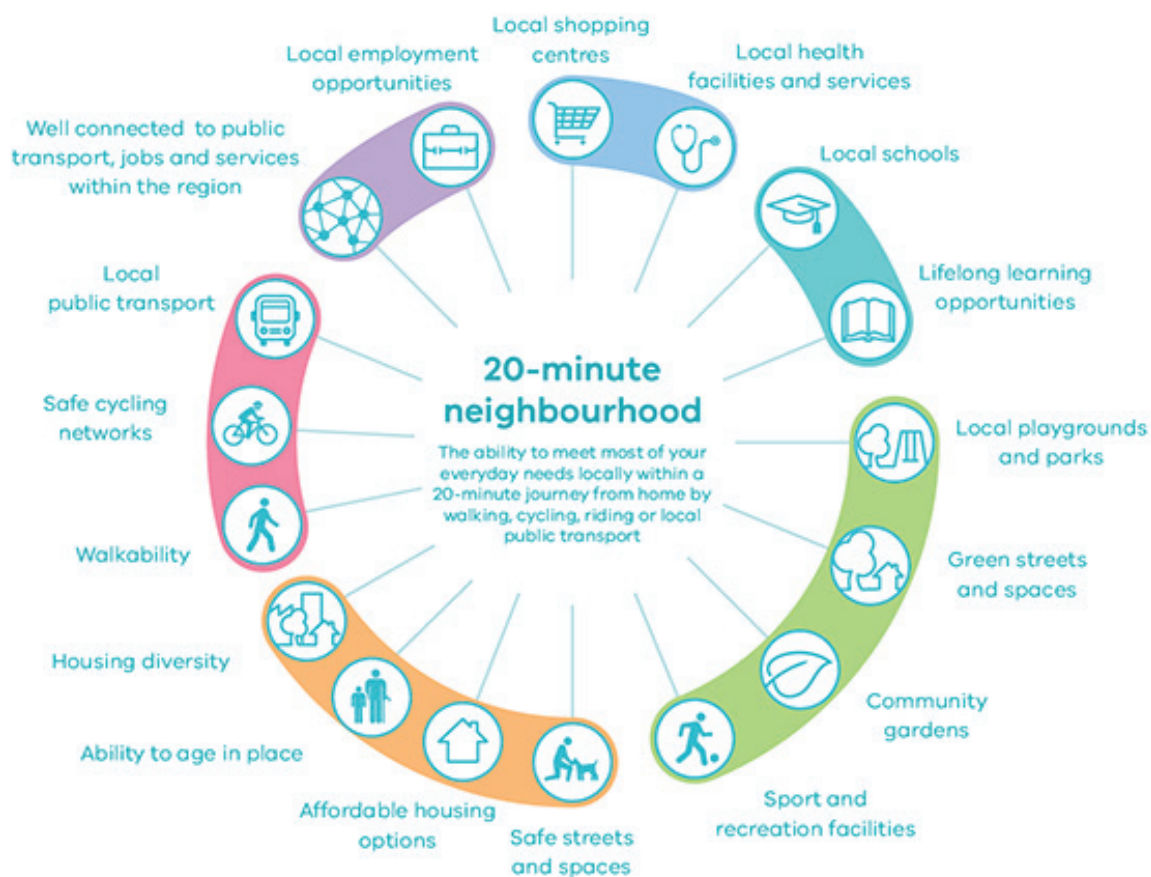 Local shopping
centres
Local health
facilities and services
Local schools
Lifelong learning
opportunities
Local playgrounds
and parks
Green streets
and spaces
Community
gardens
Sport and
recreation facilities
Safe streets
and spaces
Affordable housing
options
Ability to age in place
Housing diversity
Walkability
Safe cycling
networks
Local
public transport
Well connected to public
transport, jobs and services
within the region
Local employment
opportunities
20-minute
neighbourhood
The ability to meet most of your
everyday needs locally within a
20-minute journey from home by
walking, cycling, riding or local
public transport